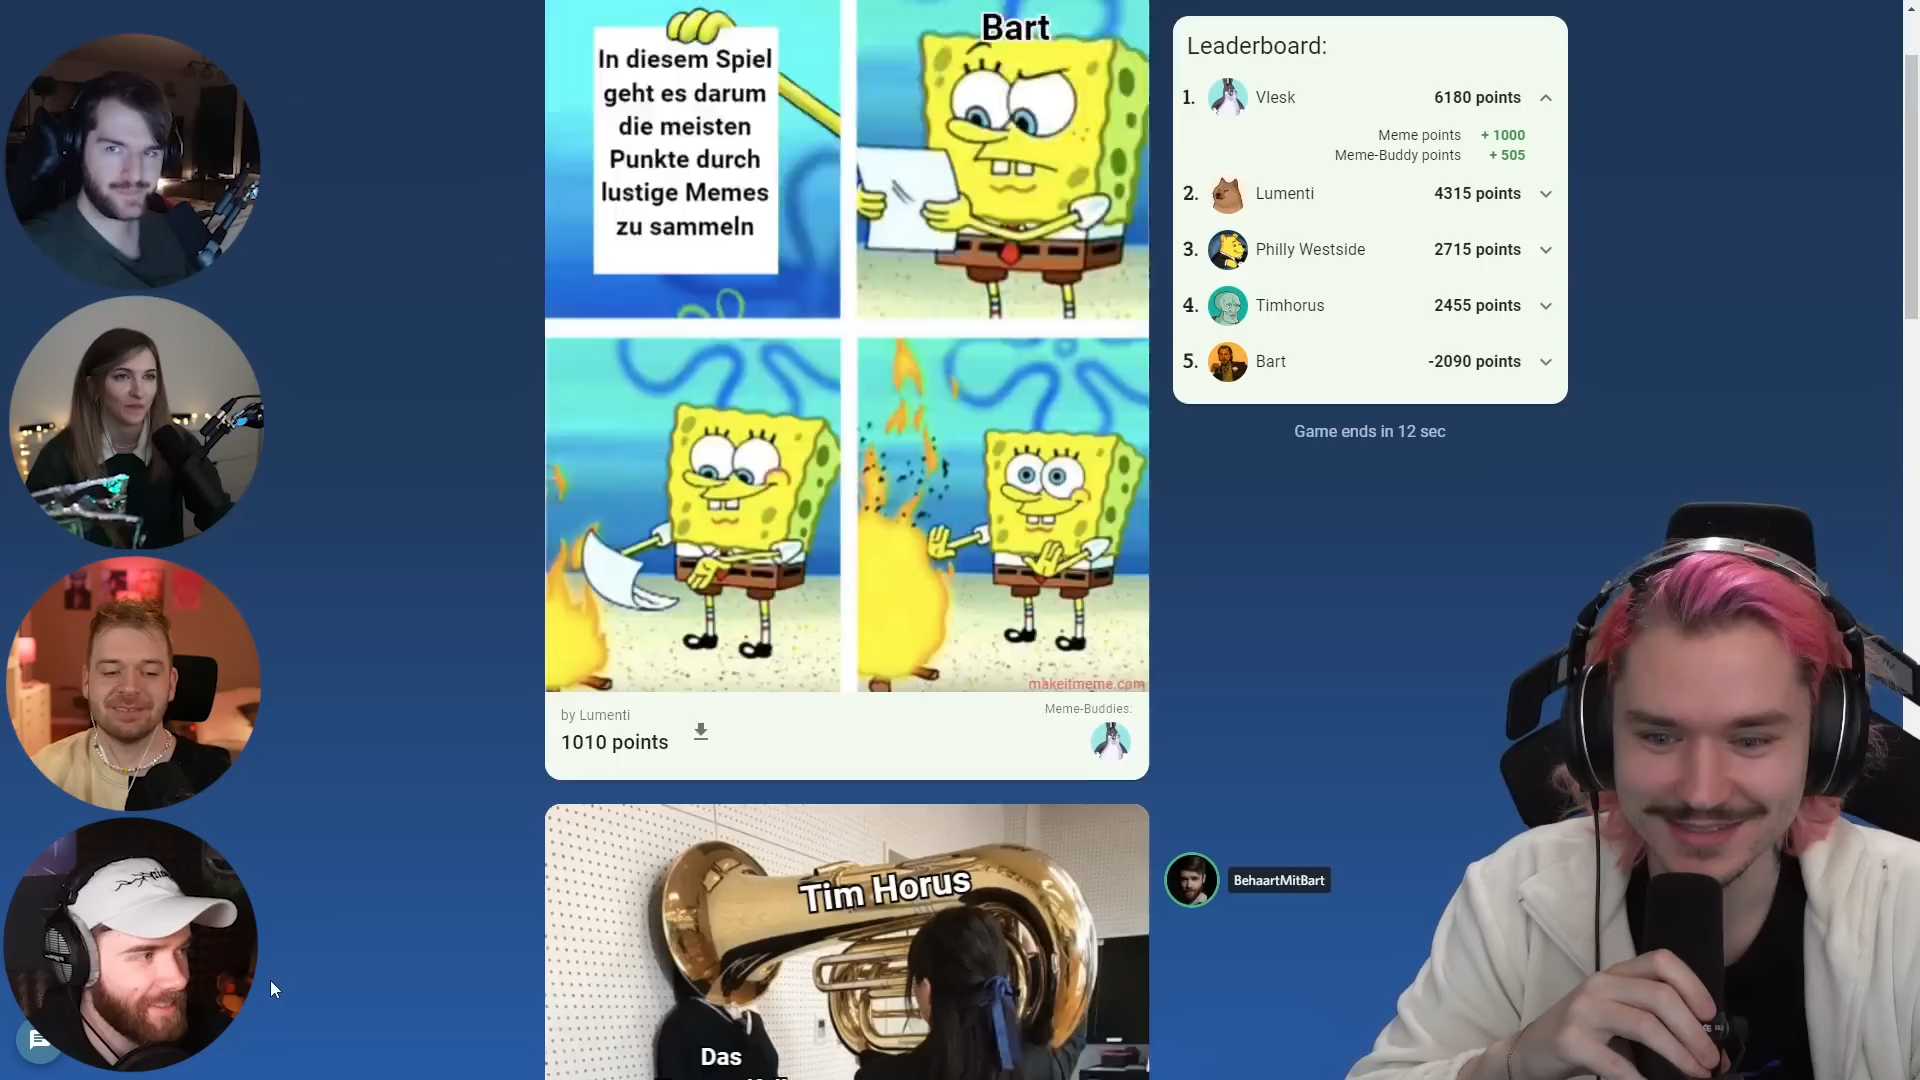 In diesem Spiel
geht es darum
die meisten
Punkte durch
lustige Memes
zu sammeln
Bart
makeitmeme.com
by Lumenti
1010 points
Meme-Buddies:
Tim Horus
Das
Leaderboard:
1. Vlesk 6180 points
Meme points + 1000
Meme-Buddy points + 505
2. Lumenti 4315 points
3. Philly Westside 2715 points
4. Timhorus 2455 points
5. Bart -2090 points
Game ends in 12 sec
BehaartMitBart